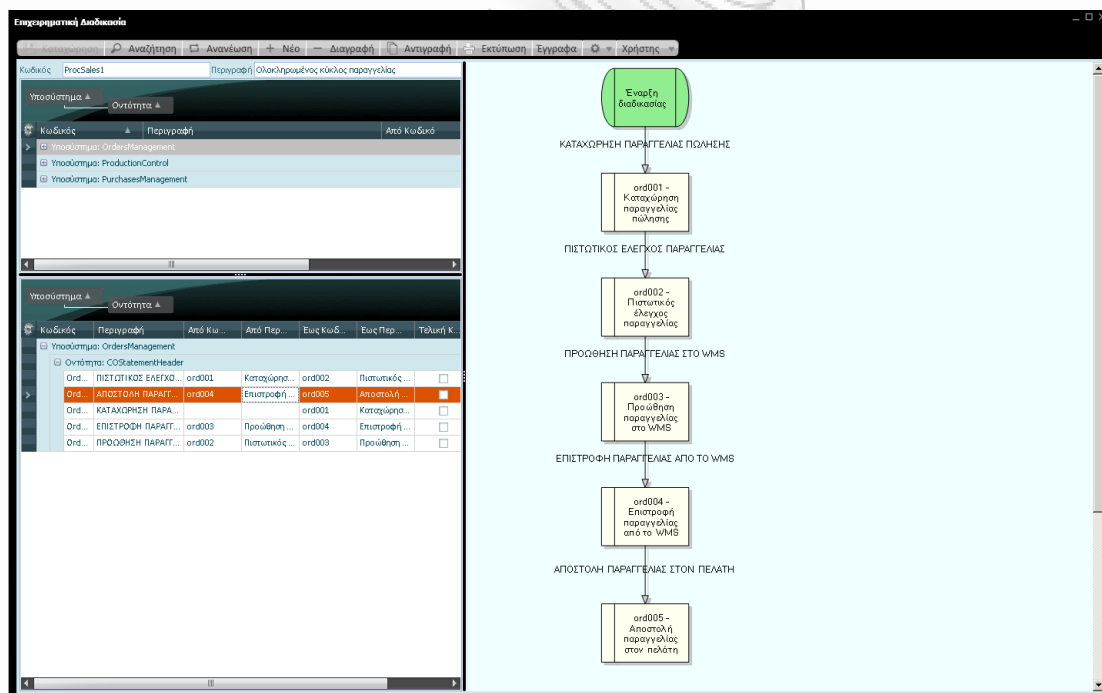 Επιχειρηματική Διαδικασία
Καταχώρηση Αναζήτηση Ανανέωση Νέο Διαγραφή Αντιγραφή Εκτύπωση Έγγραφα Χρήστης
Κωδικός ProcSales1 Περιγραφή Ολοκληρωμένος κύκλος παραγγελίας
Υποσύστημα
Οντότητα
Κωδικός Περιγραφή Από Κωδικό
Υποσύστημα: OrdersManagement
Υποσύστημα: ProductionControl
Υποσύστημα: PurchasesManagement
Υποσύστημα
Οντότητα
Κωδικός Περιγραφή Από Κω... Από Περ... Έως Κωδ... Έως Περ... Τελική Κ...
Υποσύστημα: OrdersManagement
Οντότητα: COStatementHeader
Ord... ΠΙΣΤΩΤΙΚΟΣ ΕΛΕΓΧΟ... ord001 Καταχώρησ... ord002 Πιστωτικός ...
Ord... ΑΠΟΣΤΟΛΗ ΠΑΡΑΓΓ... ord004 Επιστροφή ... ord005 Αποστολή ...
Ord... ΚΑΤΑΧΩΡΗΣΗ ΠΑΡΑ... ord001 Καταχώρησ...
Ord... ΕΠΙΣΤΡΟΦΗ ΠΑΡΑΓΓ... ord003 Προώθηση ... ord004 Επιστροφή ...
Ord... ΠΡΟΩΘΗΣΗ ΠΑΡΑΓΓ... ord002 Πιστωτικός ... ord003 Προώθηση ...
Έναρξη
διαδικασίας
ΚΑΤΑΧΩΡΗΣΗ ΠΑΡΑΓΓΕΛΙΑΣ ΠΩΛΗΣΗΣ
ord001 -
Καταχώρηση
παραγγελίας
πώλησης
ΠΙΣΤΩΤΙΚΟΣ ΕΛΕΓΧΟΣ ΠΑΡΑΓΓΕΛΙΑΣ
ord002 -
Πιστωτικός
έλεγχος
παραγγελίας
ΠΡΟΩΘΗΣΗ ΠΑΡΑΓΓΕΛΙΑΣ ΣΤΟ WMS
ord003 -
Προώθηση
παραγγελίας
στο WMS
ΕΠΙΣΤΡΟΦΗ ΠΑΡΑΓΓΕΛΙΑΣ ΑΠΟ ΤΟ WMS
ord004 -
Επιστροφή
παραγγελίας
από το WMS
ΑΠΟΣΤΟΛΗ ΠΑΡΑΓΓΕΛΙΑΣ ΣΤΟΝ ΠΕΛΑΤΗ
ord005 -
Αποστολή
παραγγελίας
στον πελάτη